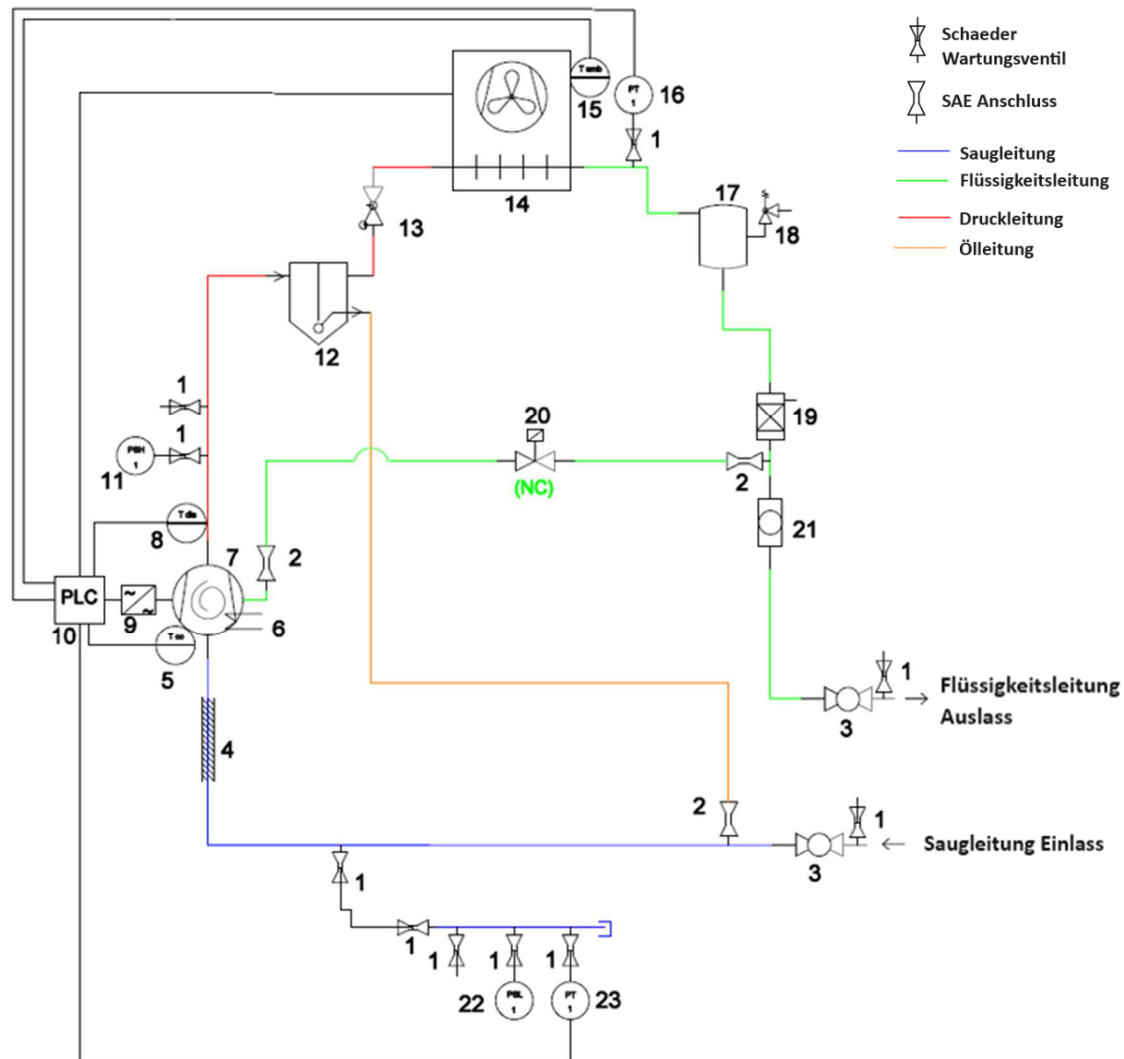 Schaeder
Wartungsventil
SAE Anschluss
Saugleitung
Flüssigkeitsleitung
Druckleitung
Ölleitung
T amb
15
PT
1
16
1
14
17
18
13
12
1
PSH
1
1
11
T dis
8
7
2
20
(NC)
2
19
21
PLC
10
9
6
5
4
1
3
Flüssigkeitsleitung
Auslass
2
1
3
Saugleitung Einlass
1
1
1
1
1
22
PSL
1
PT
1
23